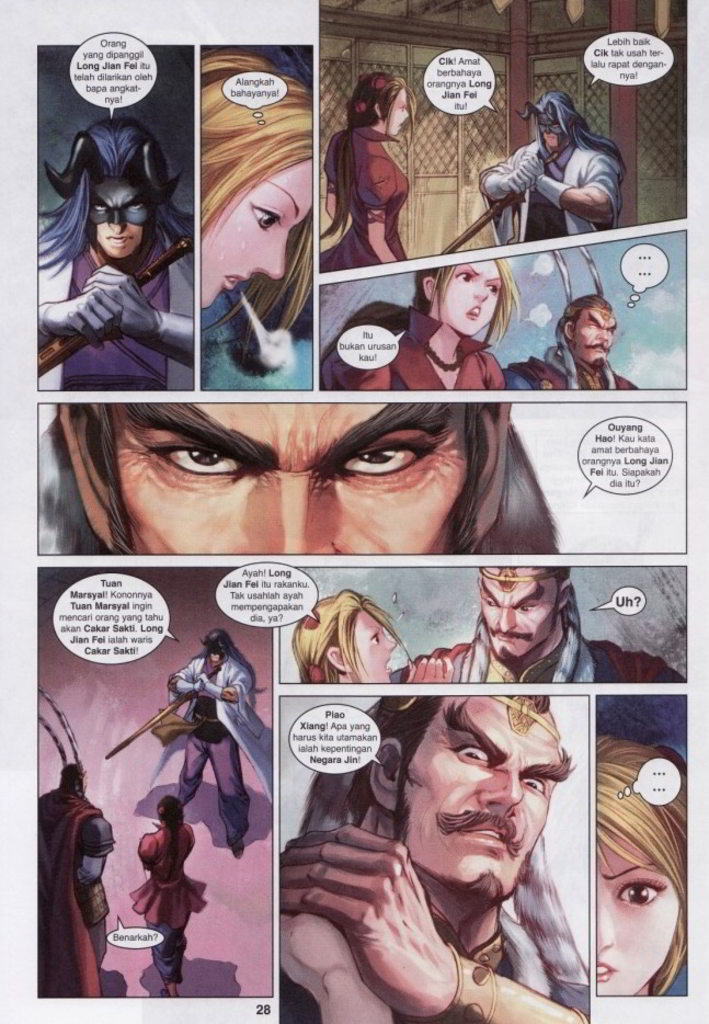 Orang
yang dipanggil
Long Jian Fei itu
telah dilarikan oleh
bapa angkat-
nya!
Alangkah
bahayanya!
Cik! Amat
berbahaya
orangnya Long
Jian Fei
itu!
Lebih baik
Cik tak usah ter-
lalu rapat dengan-
nya!
Itu
bukan urusan
kau!
...
...
Ouyang
Hao! Kau kata
amat berbahaya
orangnya Long Jian
Fei itu. Siapakah
dia itu?
Tuan
Marsyal! Kononnya
Tuan Marsyal ingin
mencari orang yang tahu
akan Cakar Sakti. Long
Jian Fei ialah waris
Cakar Sakti!
Benarkah?
Ayah! Long
Jian Fei itu rakanku.
Tak usahlah ayah
mempengapakan
dia, ya?
Uh?
Piao
Xiang! Apa yang
harus kita utamakan
ialah kepentingan
Negara Jin!
...
...
28